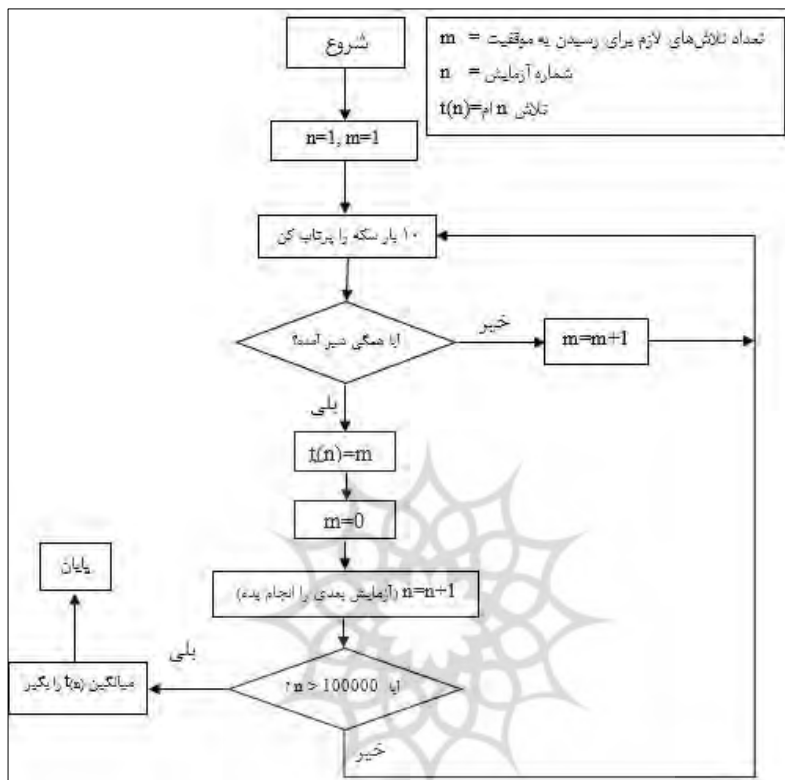 شروع
m = تعداد تلاش‌های لازم برای رسیدن به موفقیت
n = شماره آزمایش
t(n)=تلاش n ام
n=1, m=1
۱۰ بار سکه را پرتاب کن
آیا همگی شیر آمده؟
خیر
m=m+1
بلی
t(n)=m
m=0
n=n+1 (آزمایش بعدی را انجام بده)
پایان
آیا n > 100000 ؟
بلی
میانگین t(n) را بگیر
خیر